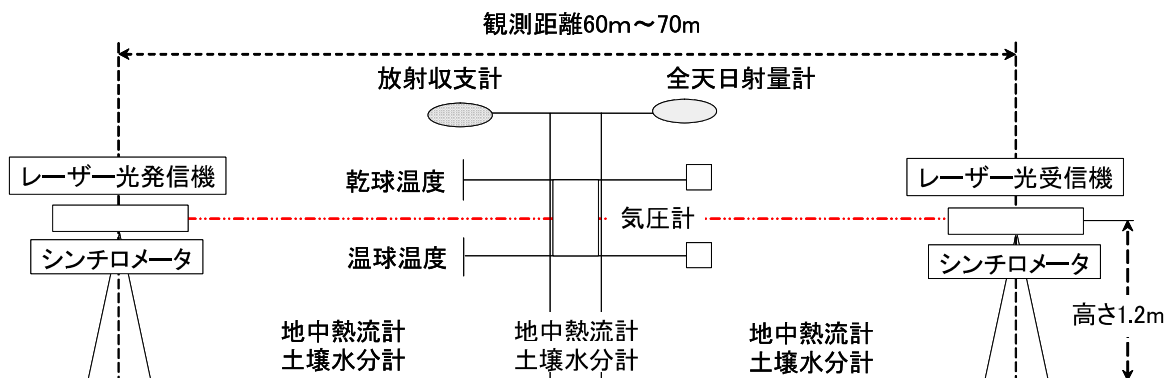 観測距離60m～70m
放射収支計
全天日射量計
レーザー光発信機
乾球温度
レーザー光受信機
気圧計
シンチロメータ
温球温度
シンチロメータ
高さ1.2m
地中熱流計
土壌水分計
地中熱流計
土壌水分計
地中熱流計
土壌水分計